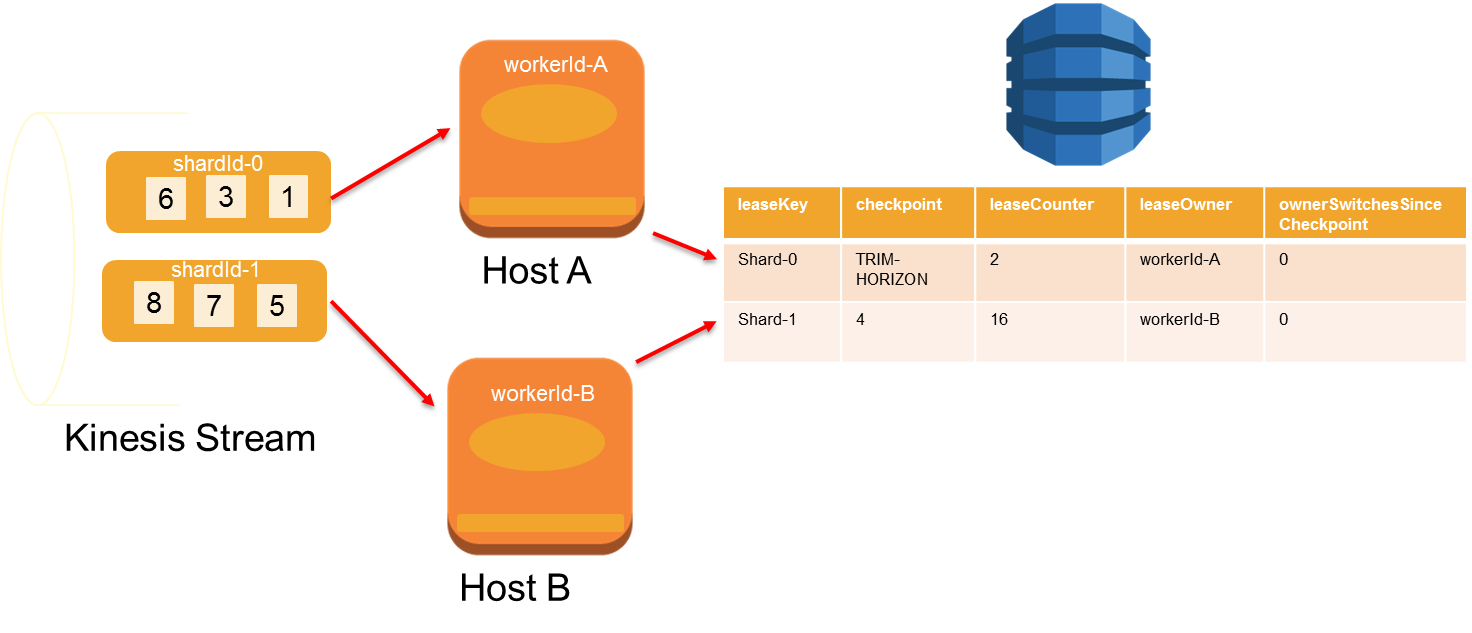 shardId-0
6 3 1
shardId-1
8 7 5
Kinesis Stream
workerId-A
Host A
workerId-B
Host B
leaseKey checkpoint leaseCounter leaseOwner ownerSwitchesSince
Checkpoint
Shard-0 TRIM- 2 workerId-A 0
HORIZON
Shard-1 4 16 workerId-B 0